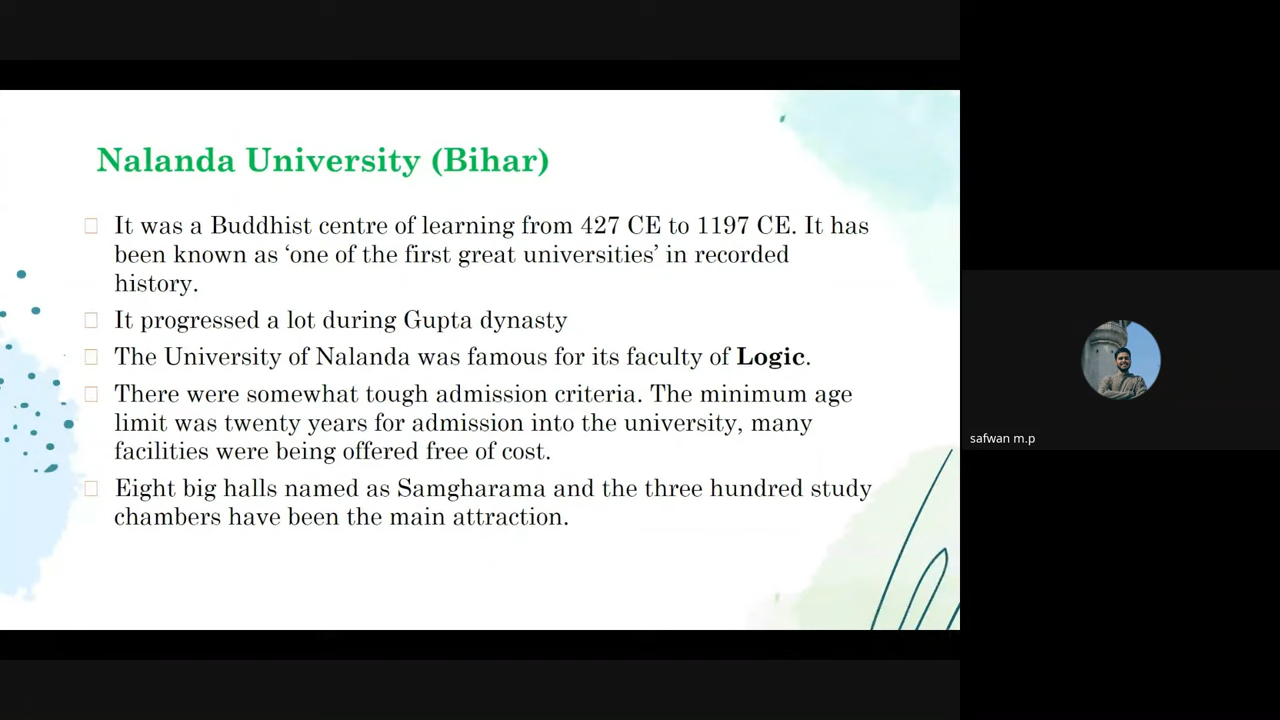 Nalanda University (Bihar)
It was a Buddhist centre of learning from 427 CE to 1197 CE. It has
been known as ‘one of the first great universities’ in recorded
history.
It progressed a lot during Gupta dynasty
The University of Nalanda was famous for its faculty of Logic.
There were somewhat tough admission criteria. The minimum age
limit was twenty years for admission into the university, many
facilities were being offered free of cost.
Eight big halls named as Samgharama and the three hundred study
chambers have been the main attraction.
safwan m.p